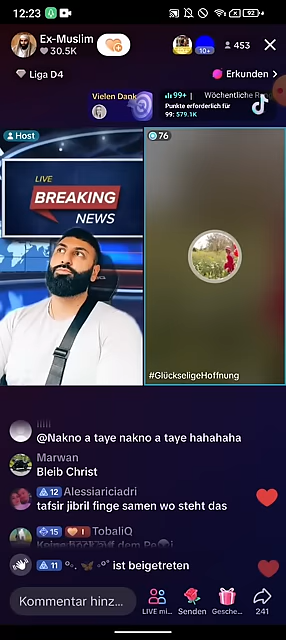 12:23
Ex-Muslim
30.5K
10+
453
Liga D4
Erkunden >
Vielen Dank
99+ | Wöchentliche
Punkte erforderlich für
99: 579.1K
Host
76
LIVE
BREAKING
NEWS
#GlückseligeHoffnung
@Nakno a taye nakno a taye hahahaha
Marwan
Bleib Christ
12 Alessiariciadri
tafsir jibril finge samen wo steht das
15 1 TobaliQ
11 ist beigetreten
Kommentar hinz...
LIVE mi...
Senden
Gesche...
241